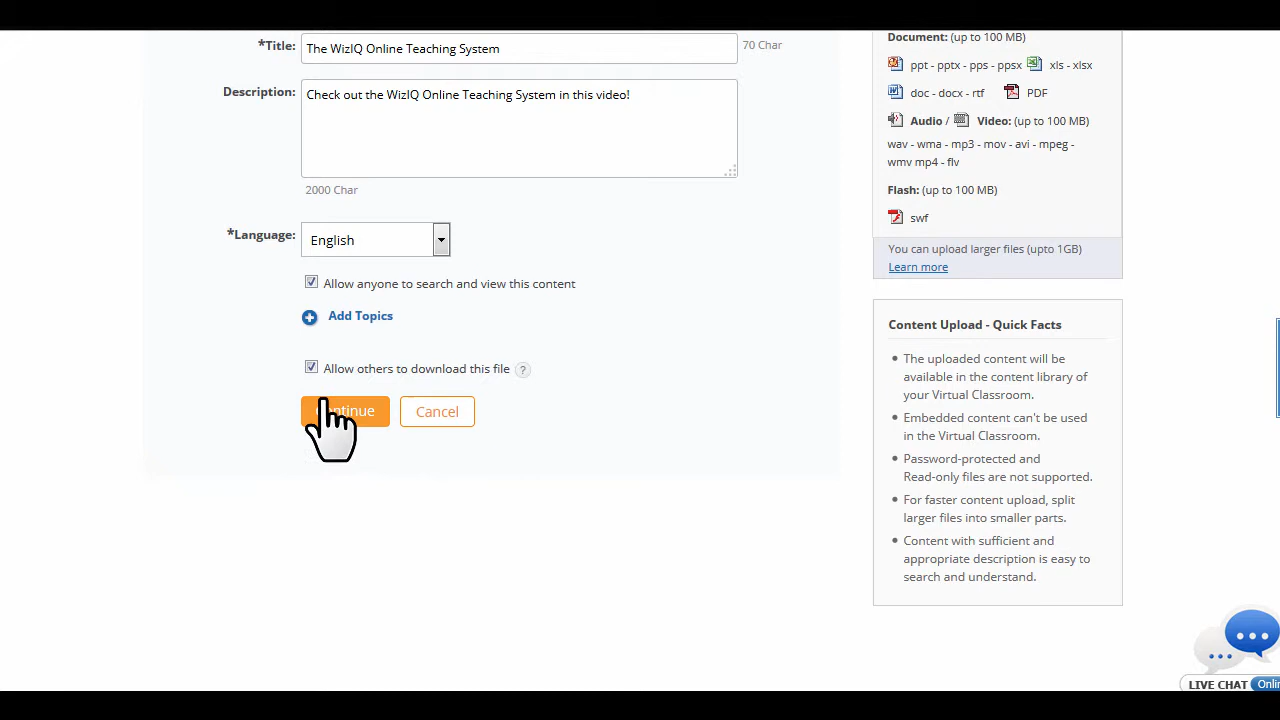 *Title:
The WizIQ Online Teaching System
70 Char
Description:
Check out the WizIQ Online Teaching System in this video!
2000 Char
*Language:
English
Allow anyone to search and view this content
Add Topics
Allow others to download this file ?
Cancel
Document: (up to 100 MB)
ppt - pptx - pps - ppsx
xls - xlsx
doc - docx - rtf
PDF
Audio / Video: (up to 100 MB)
wav - wma - mp3 - mov - avi - mpeg -
wmv mp4 - flv
Flash: (up to 100 MB)
swf
You can upload larger files (upto 1GB)
Learn more
Content Upload - Quick Facts
The uploaded content will be
available in the content library of
your Virtual Classroom.
Embedded content can't be used
in the Virtual Classroom.
Password-protected and
Read-only files are not supported.
For faster content upload, split
larger files into smaller parts.
Content with sufficient and
appropriate description is easy to
search and understand.
LIVE CHAT